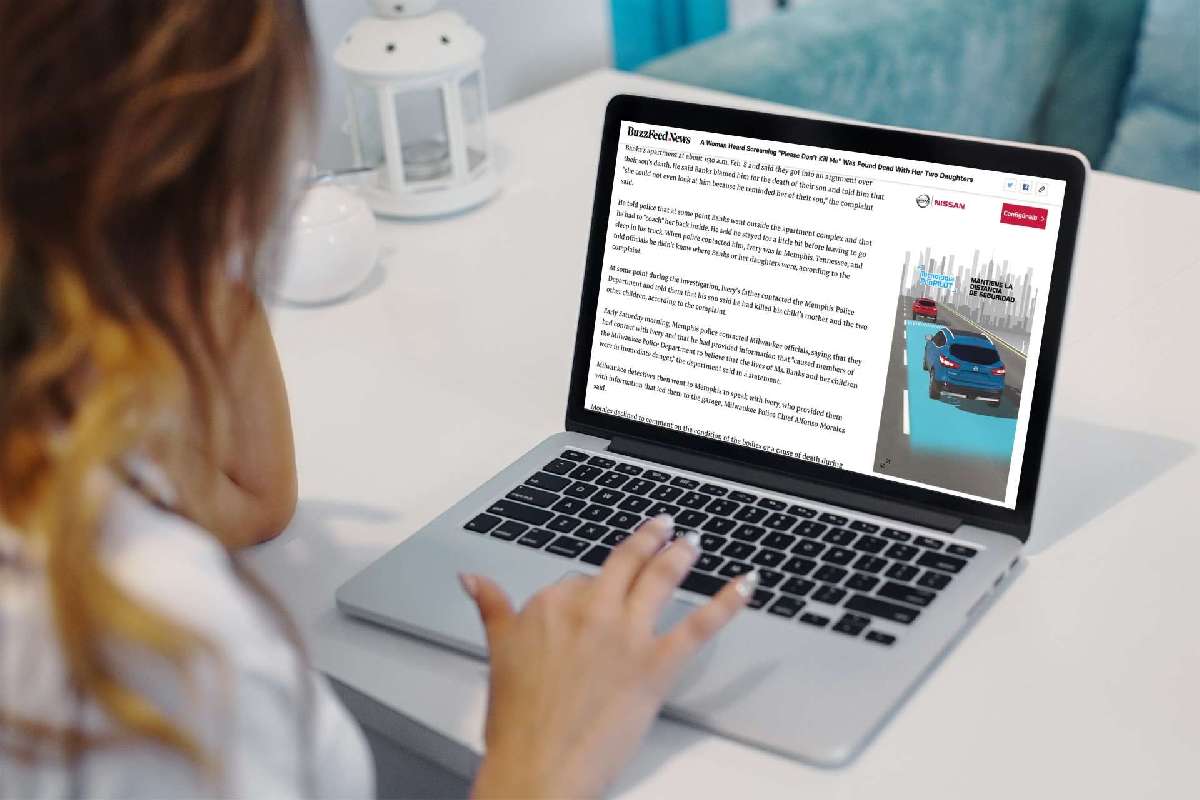 BuzzFeed News
A Woman Heard Screaming "Please Don't Kill Me" Was Found Dead With Her Two Daughters
Banks's apartment at about 1:30 a.m. Feb. 8 and said they got into an argument over
their son's death. He said Banks blamed him for the death of their son and told him that
"she could not even look at him because he reminded her of their son," the complaint
said.
He told police that at some point Banks went outside the apartment complex and that
he had to "coach" her back inside. He told he stayed for a little bit before leaving to go
sleep in his truck. When police contacted him, Ivery was in Memphis, Tennessee, and
told officials he didn't know where Banks or her daughters were, according to the
complaint.
At some point during the investigation, Ivery's father contacted the Memphis Police
Department and told them that his son said he had killed his child's mother and the two
other children, according to the complaint.
Early Saturday morning, Memphis police contacted Milwaukee officials, saying that they
had contact with Ivery and that he had provided information that "caused members of
the Milwaukee Police Department to believe that the lives of Ms. Banks and her children
were in immediate danger," the department said in a statement.
Milwaukee detectives then went to Memphis to speak with Ivery, who provided them
with information that led them to the garage, Milwaukee Police Chief Alfonso Morales
said.
Morales declined to comment on the condition of the bodies or a cause of death during
NISSAN
Configúralo >
MANTIENE LA
DISTANCIA
DE SEGURIDAD